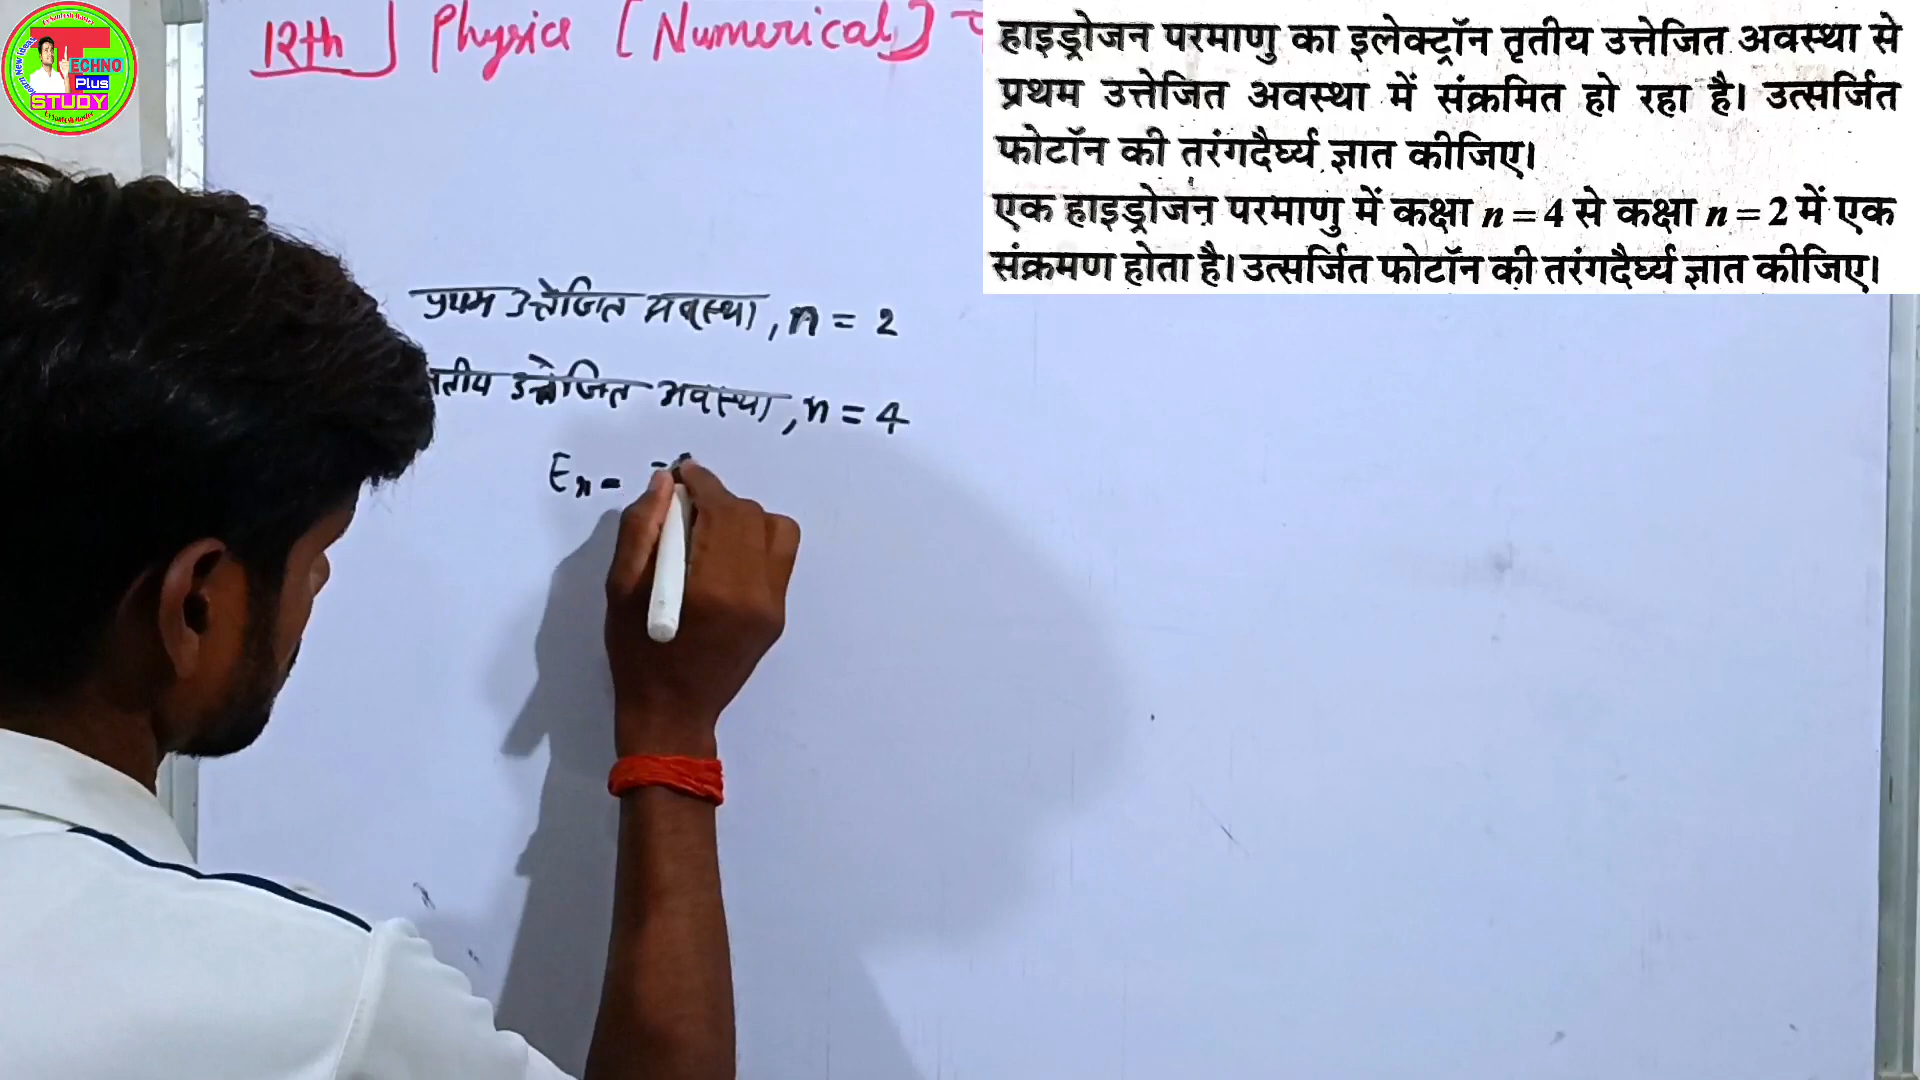 12th Physics [Numerical]
ECHNO
Plus
STUDY
हाइड्रोजन परमाणु का इलेक्ट्रॉन तृतीय उत्तेजित अवस्था से
प्रथम उत्तेजित अवस्था में संक्रमित हो रहा है। उत्सर्जित
फोटॉन की तरंगदैर्घ्य ज्ञात कीजिए।
एक हाइड्रोजन परमाणु में कक्षा n = 4 से कक्षा n = 2 में एक
संक्रमण होता है। उत्सर्जित फोटॉन की तरंगदैर्घ्य ज्ञात कीजिए।
प्रथम उत्तेजित अवस्था, n = 2
तीय उत्तेजित अवस्था, n = 4
En = -